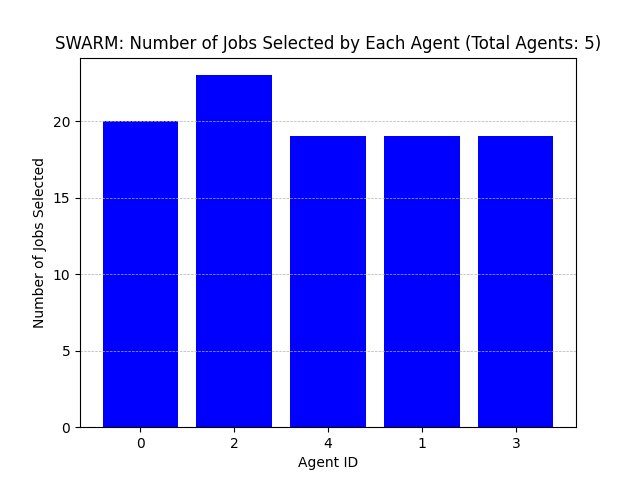 SWARM: Number of Jobs Selected by Each Agent (Total Agents: 5)
Number of Jobs Selected
20
15
10
5
0
0 2 4 1 3
Agent ID